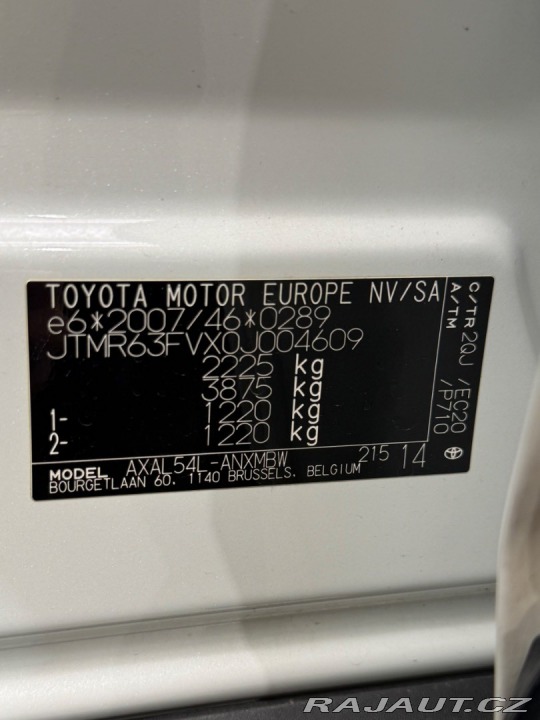 TOYOTA MOTOR EUROPE NV/SA
e6*2007/46*0289
JTMR63FVX0J004609
2225 kg
3875 kg
1- 1220 kg
2- 1220 kg
MODEL AXAL54L-ANXMBW 215 14
BOURGETLAAN 60. 1140 BRUSSELS. BELGIUM
C/TR 2QJ /EC20
A/TM /P710
RAJAUT.CZ